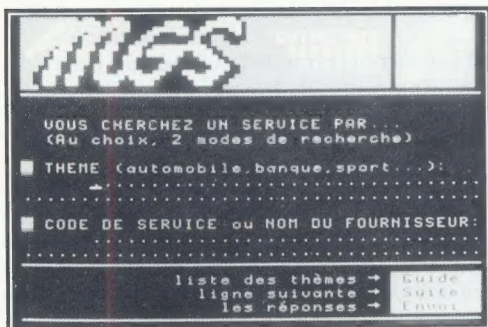 MGS
VOUS CHERCHEZ UN SERVICE PAR...
(Au choix, 2 modes de recherche)
THEME (automobile,banque,sport...):
CODE DE SERVICE ou NOM DU FOURNISSEUR:
liste des thèmes → Guide
ligne suivante → Suite
les réponses → Envoi